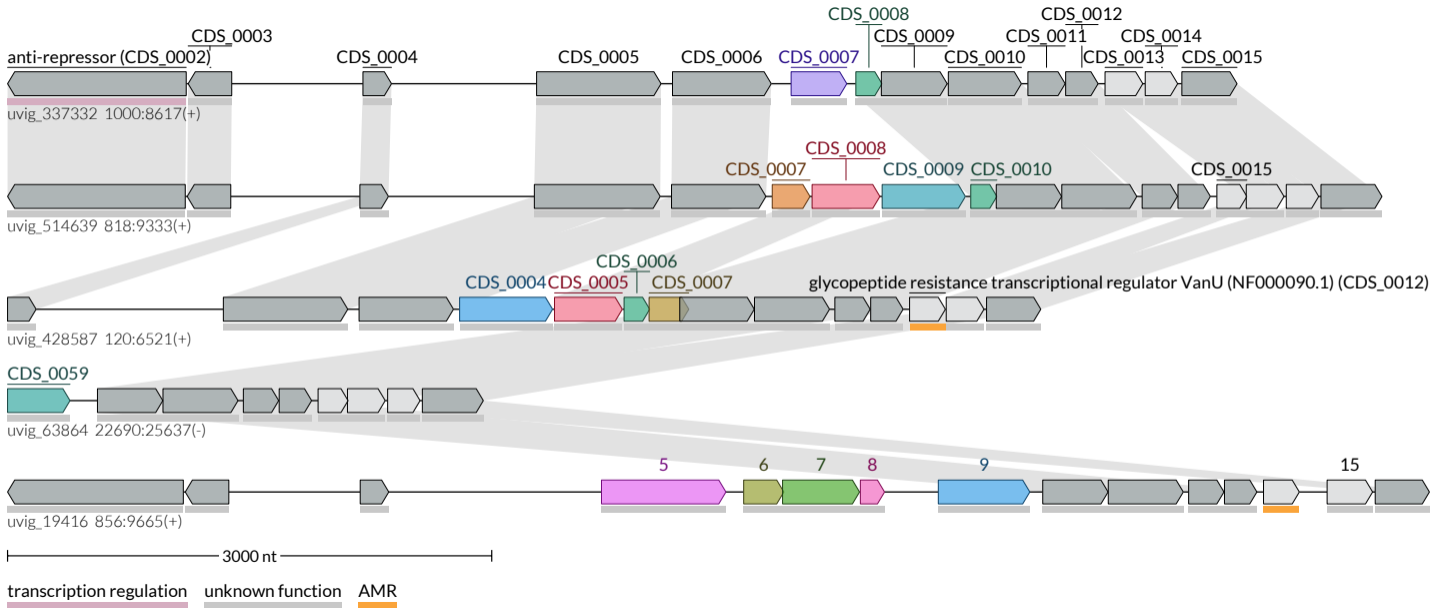 CDS_0008
CDS_0012
CDS_0003
CDS_0009
CDS_0011
CDS_0014
anti-repressor (CDS_0002)
CDS_0004
CDS_0005
CDS_0006
CDS_0007
CDS_0010
CDS_0013
CDS_0015
uvig_337332 1000:8617(+)
CDS_0008
CDS_0007
CDS_0009
CDS_0010
CDS_0015
uvig_514639 818:9333(+)
CDS_0006
CDS_0004
CDS_0005
CDS_0007
glycopeptide resistance transcriptional regulator VanU (NF000090.1) (CDS_0012)
uvig_428587 120:6521(+)
CDS_0059
uvig_63864 22690:25637(-)
5
6
7
8
9
15
uvig_19416 856:9665(+)
3000 nt
transcription regulation
unknown function
AMR